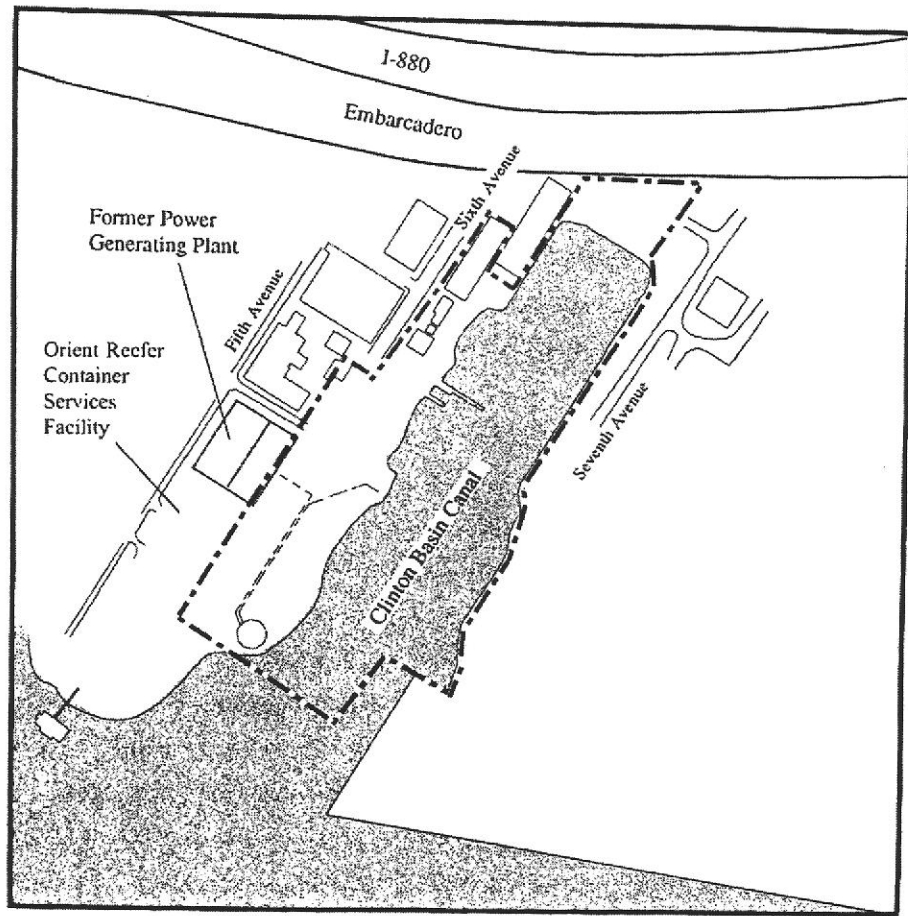 I-880
Embarcadero
Sixth Avenue
Former Power
Generating Plant
Fifth Avenue
Orient Reefer
Container
Services
Facility
Seventh Avenue
Clinton Basin Canal